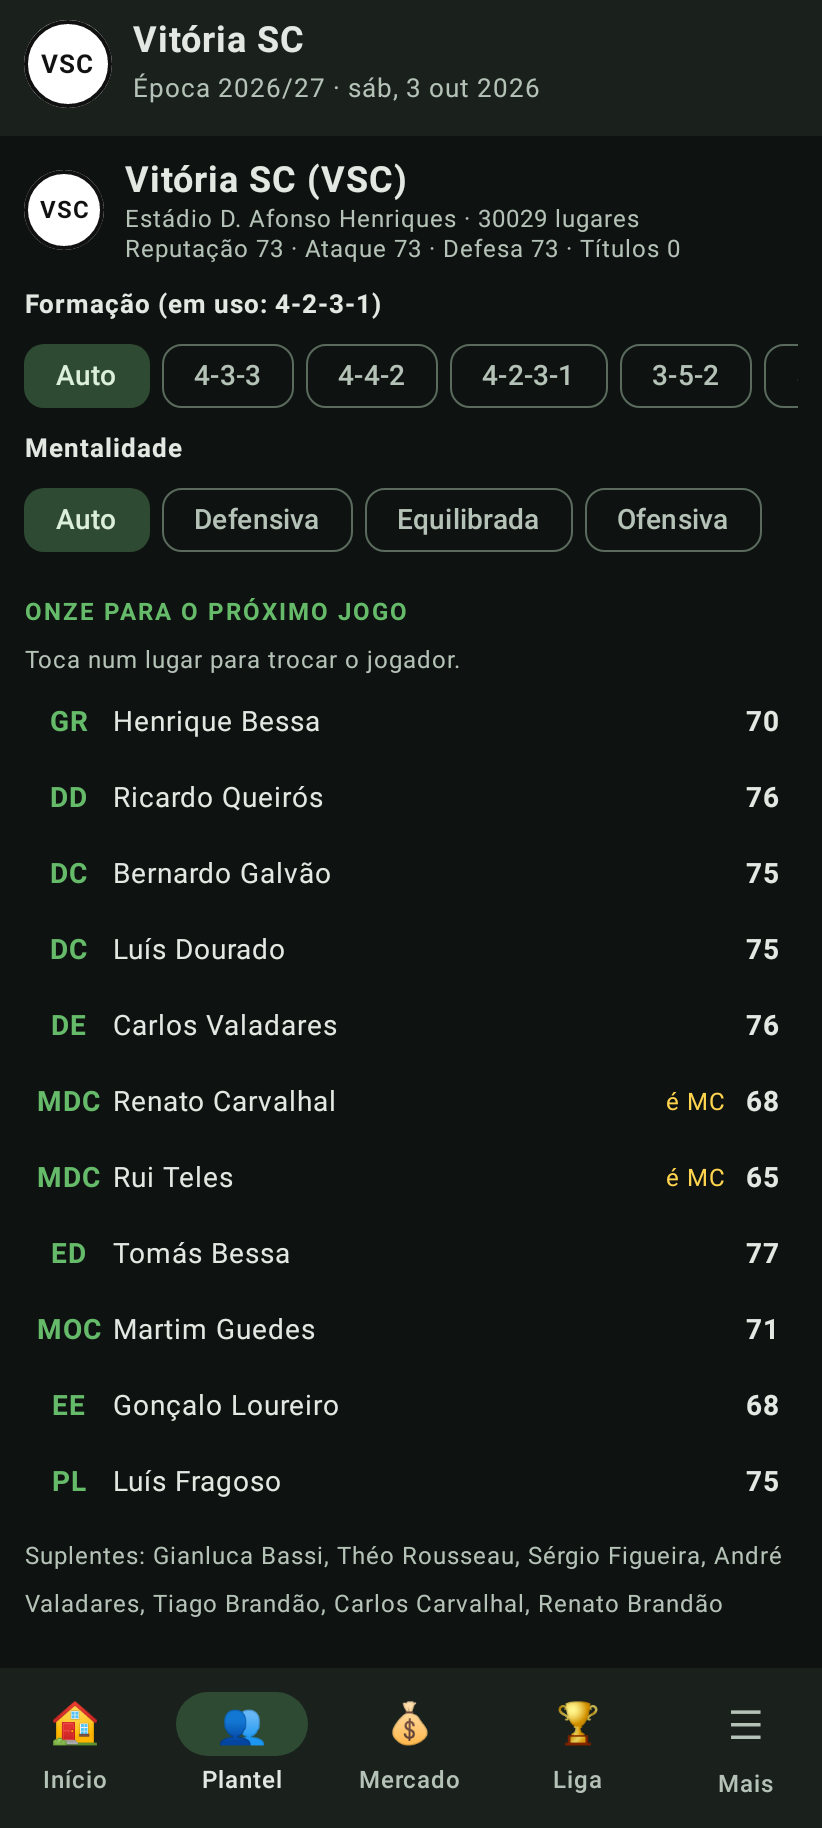 VSC
Vitória SC
Época 2026/27 · sáb, 3 out 2026
VSC
Vitória SC (VSC)
Estádio D. Afonso Henriques · 30029 lugares
Reputação 73 · Ataque 73 · Defesa 73 · Títulos 0
Formação (em uso: 4-2-3-1)
Auto 4-3-3 4-4-2 4-2-3-1 3-5-2
Mentalidade
Auto Defensiva Equilibrada Ofensiva
ONZE PARA O PRÓXIMO JOGO
Toca num lugar para trocar o jogador.
GR Henrique Bessa 70
DD Ricardo Queirós 76
DC Bernardo Galvão 75
DC Luís Dourado 75
DE Carlos Valadares 76
MDC Renato Carvalhal é MC 68
MDC Rui Teles é MC 65
ED Tomás Bessa 77
MOC Martim Guedes 71
EE Gonçalo Loureiro 68
PL Luís Fragoso 75
Suplentes: Gianluca Bassi, Théo Rousseau, Sérgio Figueira, André
Valadares, Tiago Brandão, Carlos Carvalhal, Renato Brandão
Início Plantel Mercado Liga Mais